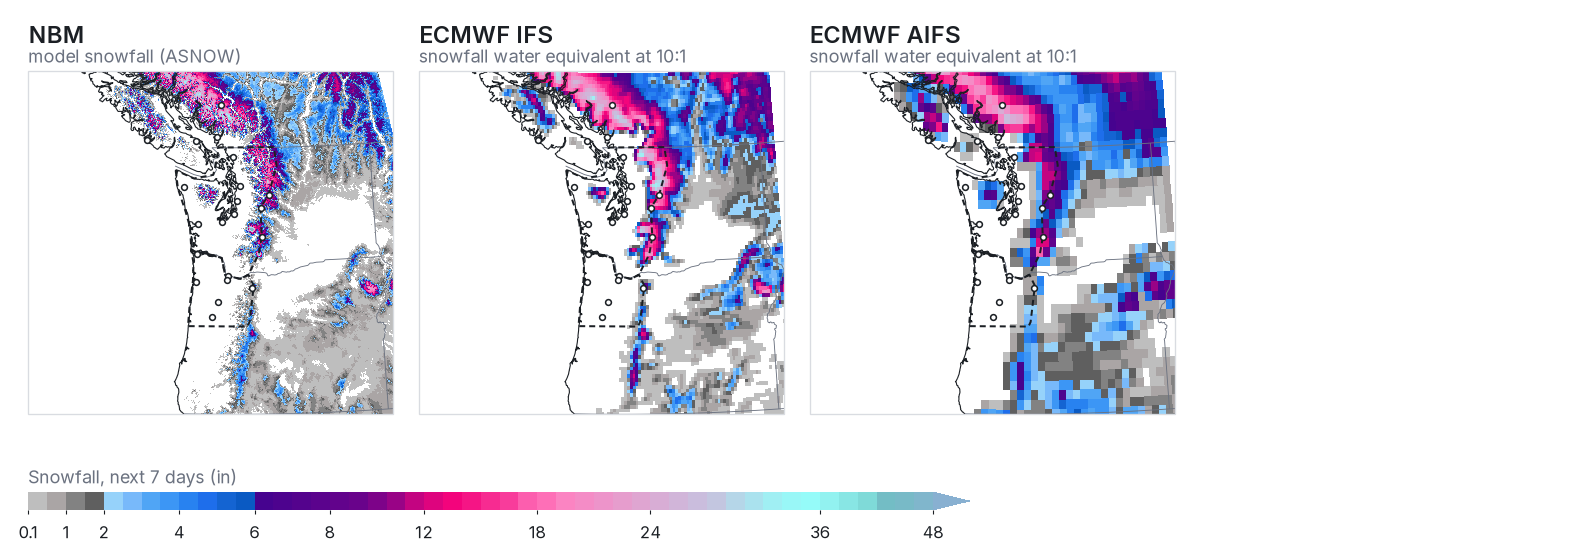 NBM
model snowfall (ASNOW)
ECMWF IFS
snowfall water equivalent at 10:1
ECMWF AIFS
snowfall water equivalent at 10:1
Snowfall, next 7 days (in)
0.1 1 2 4 6 8 12 18 24 36 48